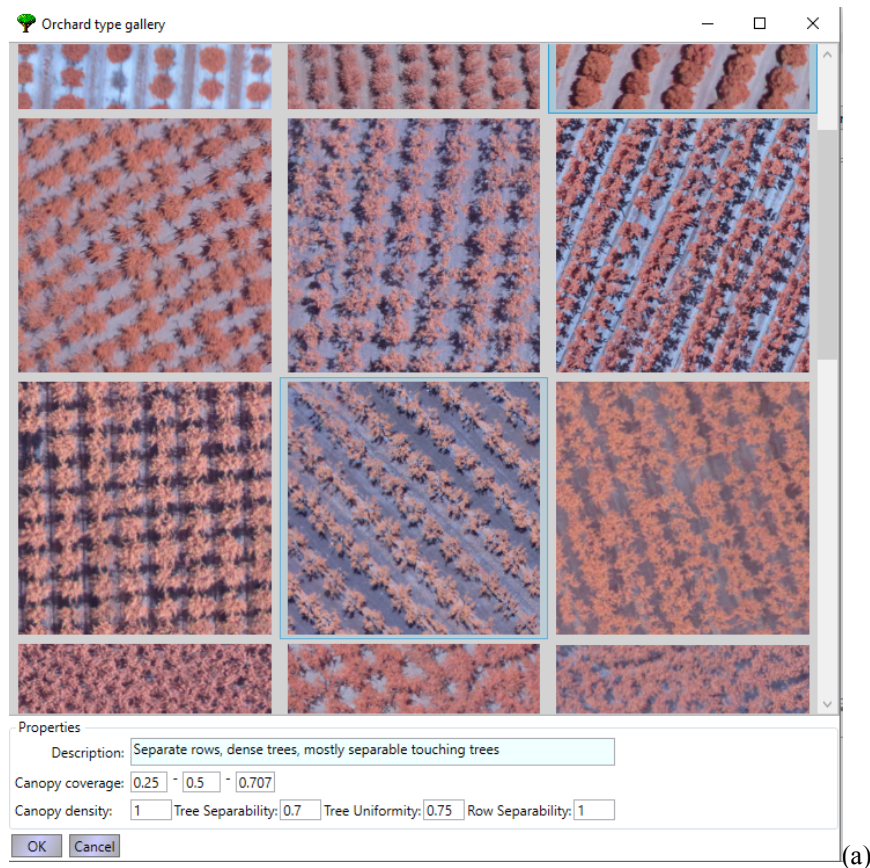 Orchard type gallery
Properties
Description: Separate rows, dense trees, mostly separable touching trees
Canopy coverage: 0.25 - 0.5 - 0.707
Canopy density: 1 Tree Separability: 0.7 Tree Uniformity: 0.75 Row Separability: 1
OK Cancel
(a)